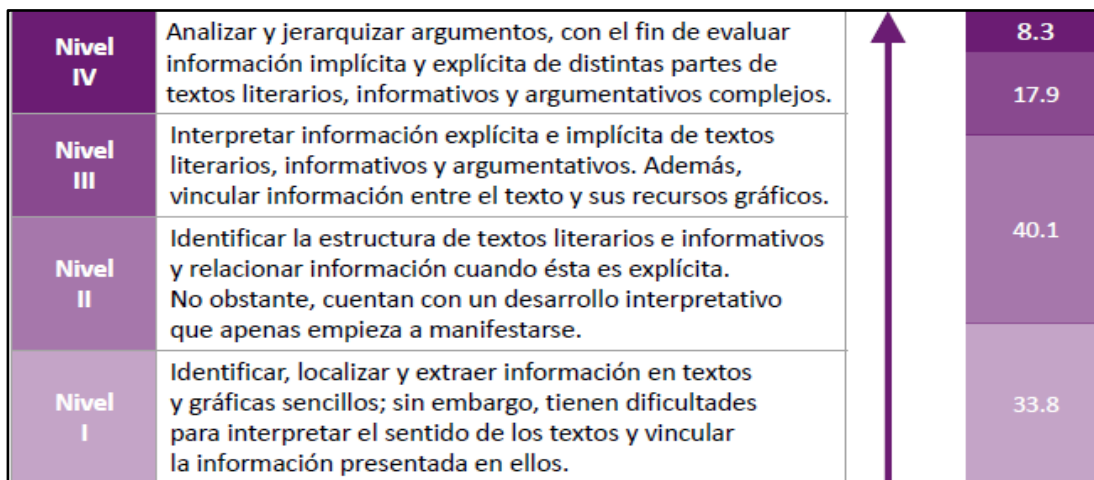 Nivel
IV
Analizar y jerarquizar argumentos, con el fin de evaluar
información implícita y explícita de distintas partes de
textos literarios, informativos y argumentativos complejos.
8.3
17.9
Nivel
III
Interpretar información explícita e implícita de textos
literarios, informativos y argumentativos. Además,
vincular información entre el texto y sus recursos gráficos.
Nivel
II
Identificar la estructura de textos literarios e informativos
y relacionar información cuando ésta es explícita.
No obstante, cuentan con un desarrollo interpretativo
que apenas empieza a manifestarse.
40.1
Nivel
I
Identificar, localizar y extraer información en textos
y gráficas sencillos; sin embargo, tienen dificultades
para interpretar el sentido de los textos y vincular
la información presentada en ellos.
33.8